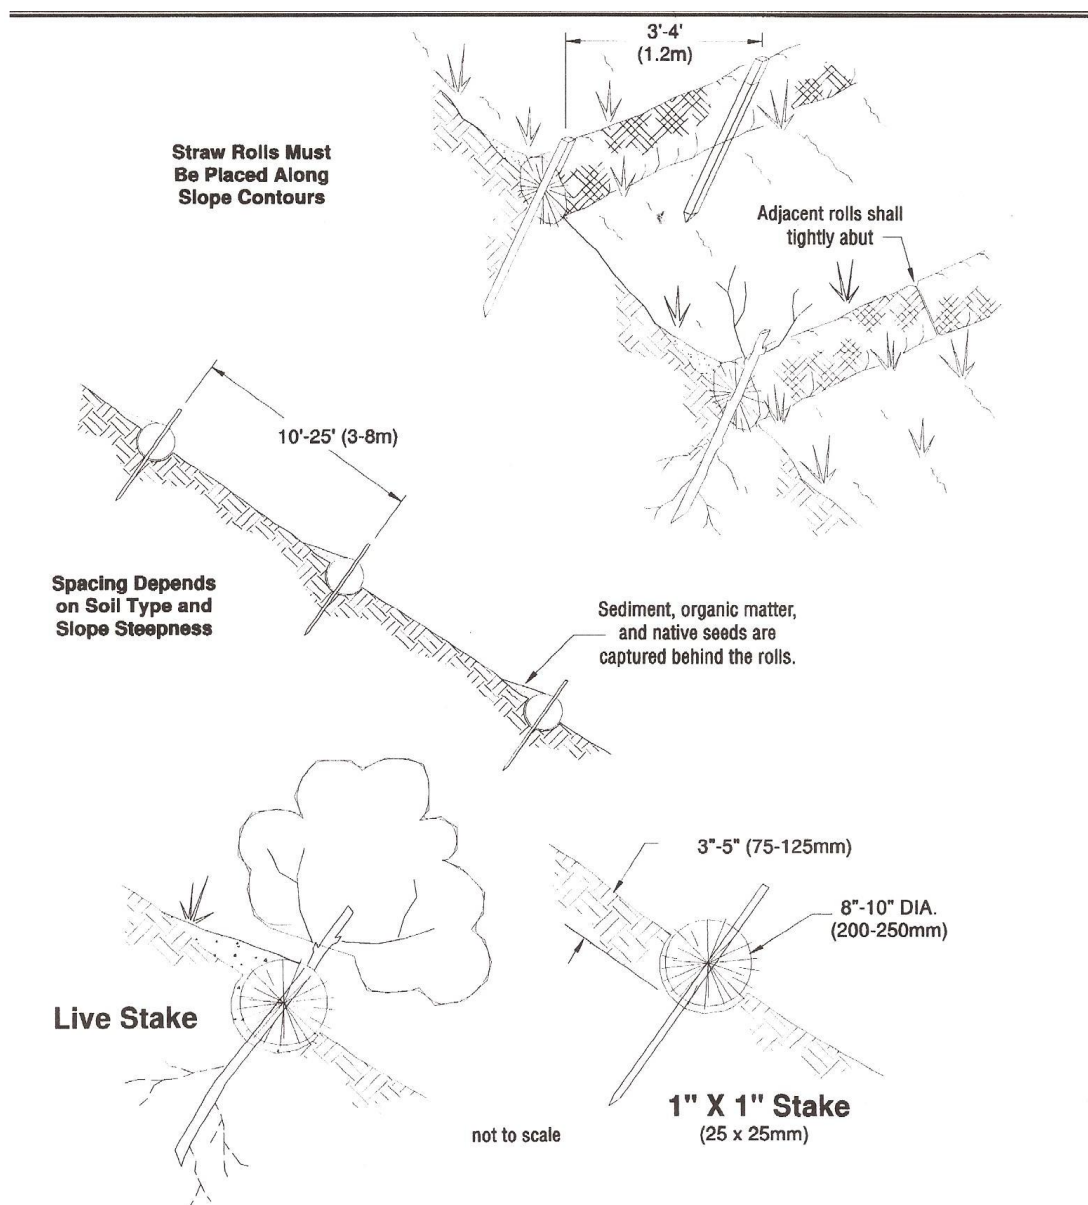 3'-4'
(1.2m)
Straw Rolls Must
Be Placed Along
Slope Contours
Adjacent rolls shall
tightly abut
10'-25' (3-8m)
Spacing Depends
on Soil Type and
Slope Steepness
Sediment, organic matter,
and native seeds are
captured behind the rolls.
3"-5" (75-125mm)
8"-10" DIA.
(200-250mm)
Live Stake
1" X 1" Stake
(25 x 25mm)
not to scale